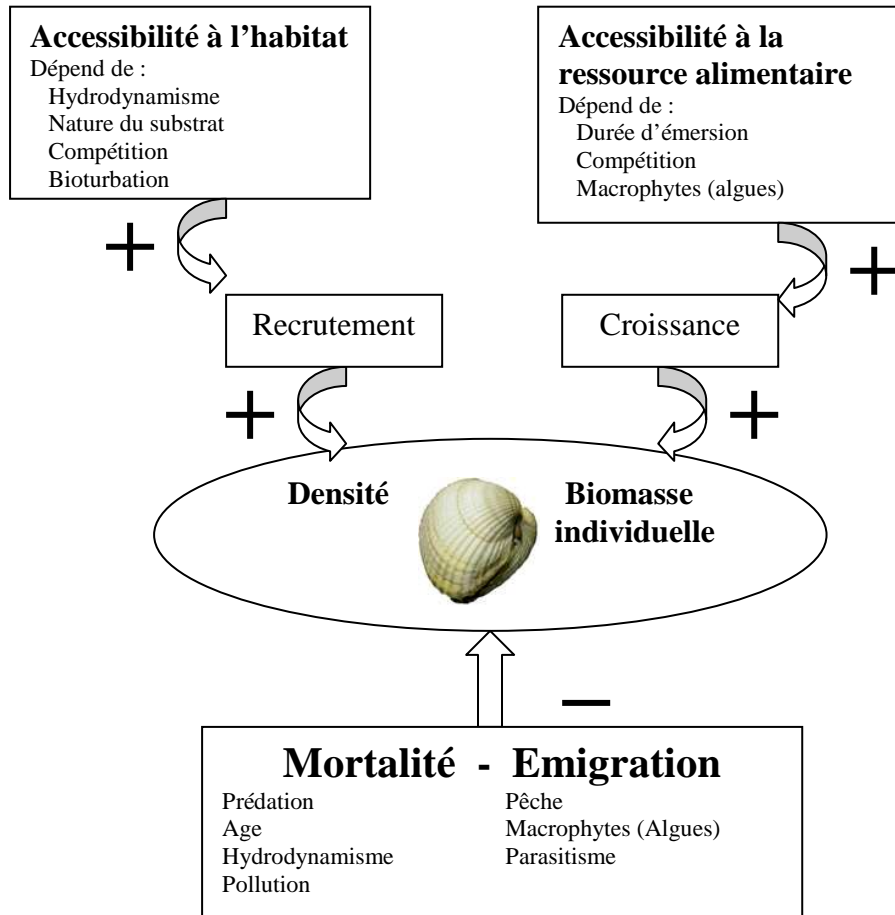 Accessibilité à l’habitat
Dépend de :
Hydrodynamisme
Nature du substrat
Compétition
Bioturbation
Accessibilité à la
ressource alimentaire
Dépend de :
Durée d’émersion
Compétition
Macrophytes (algues)
+
+
Recrutement
Croissance
+
+
Densité
Biomasse
individuelle
–
Mortalité - Emigration
Prédation
Age
Hydrodynamisme
Pollution
Pêche
Macrophytes (Algues)
Parasitisme